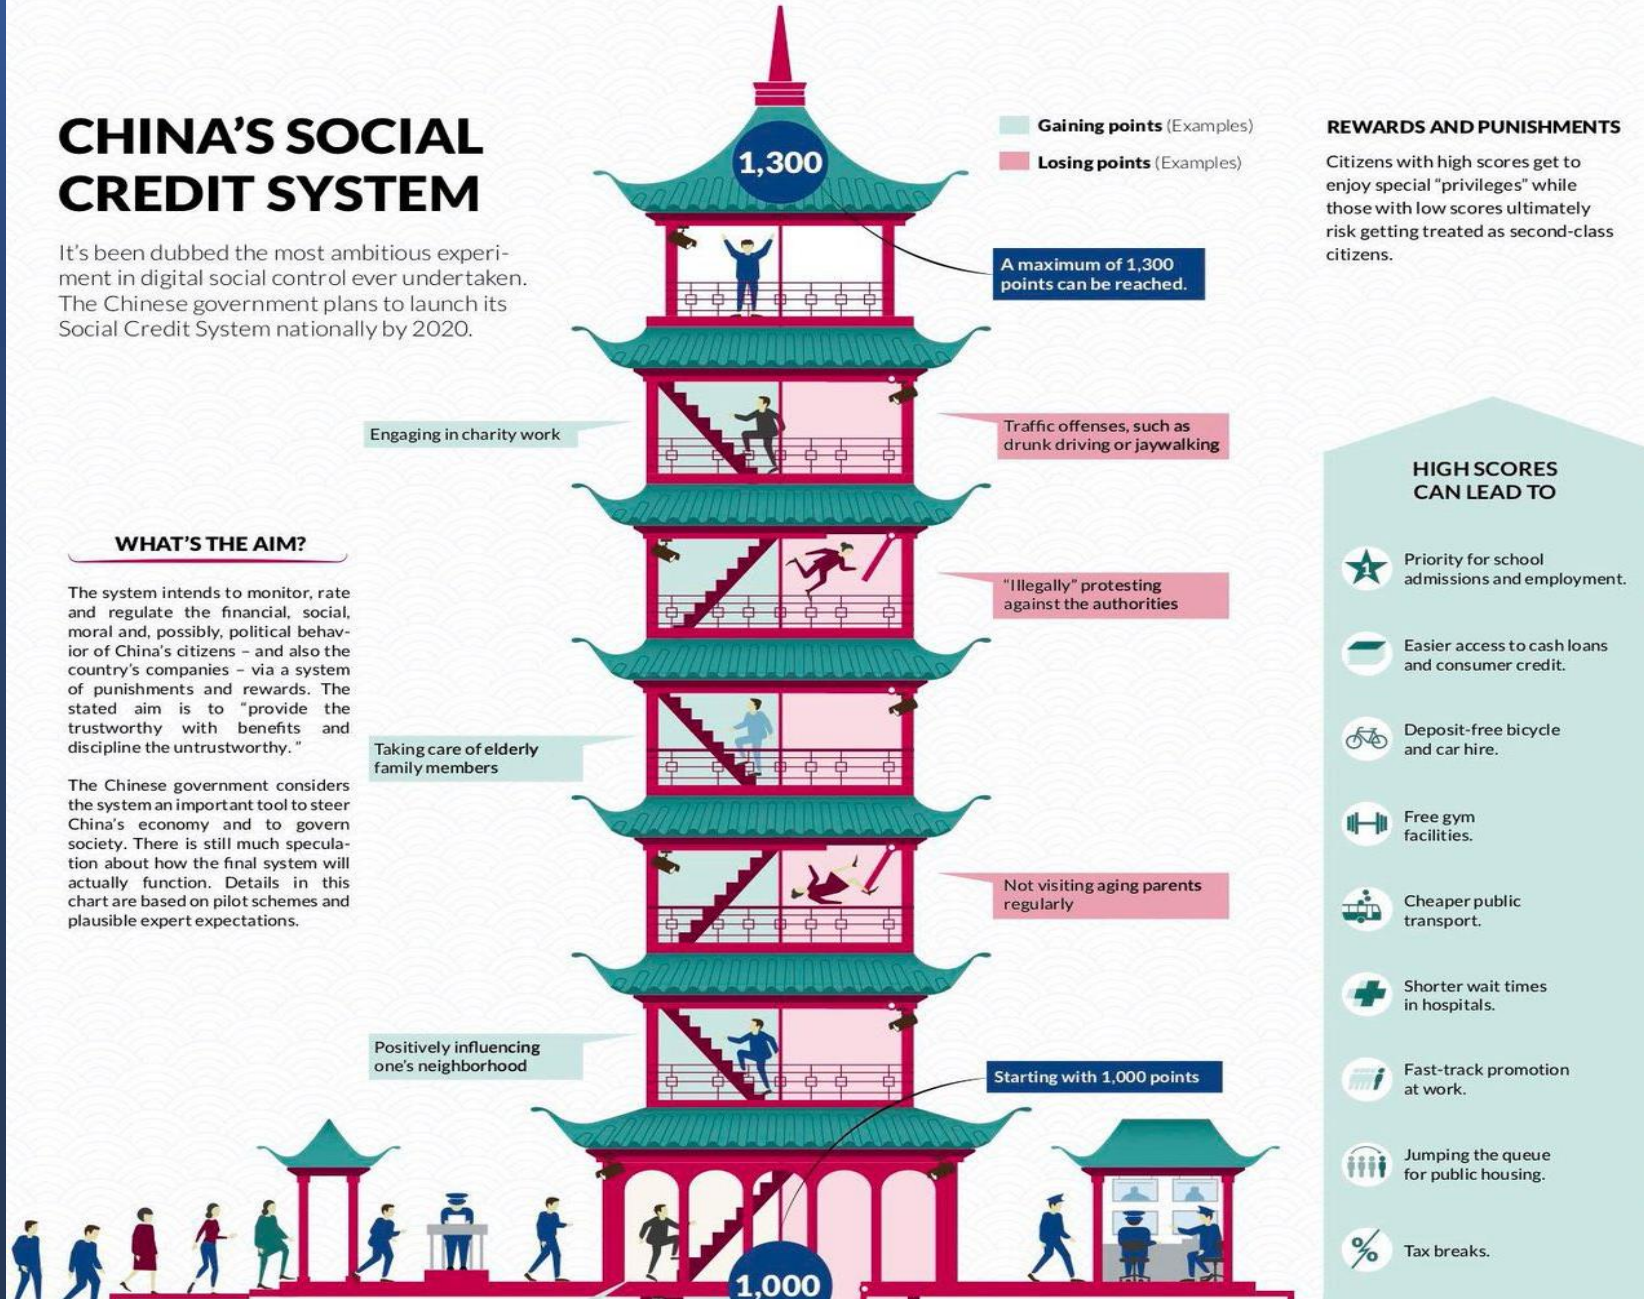 CHINA'S SOCIAL
CREDIT SYSTEM
It's been dubbed the most ambitious experi-
ment in digital social control ever undertaken.
The Chinese government plans to launch its
Social Credit System nationally by 2020.
WHAT'S THE AIM?
The system intends to monitor, rate
and regulate the financial, social,
moral and, possibly, political behav-
ior of China's citizens – and also the
country's companies – via a system
of punishments and rewards. The
stated aim is to "provide the
trustworthy with benefits and
discipline the untrustworthy. "
The Chinese government considers
the system an important tool to steer
China's economy and to govern
society. There is still much specula-
tion about how the final system will
actually function. Details in this
chart are based on pilot schemes and
plausible expert expectations.
1,300
Gaining points (Examples)
Losing points (Examples)
A maximum of 1,300
points can be reached.
Engaging in charity work
Traffic offenses, such as
drunk driving or jaywalking
"Illegally" protesting
against the authorities
Taking care of elderly
family members
Not visiting aging parents
regularly
Positively influencing
one's neighborhood
Starting with 1,000 points
1,000
REWARDS AND PUNISHMENTS
Citizens with high scores get to
enjoy special "privileges" while
those with low scores ultimately
risk getting treated as second-class
citizens.
HIGH SCORES
CAN LEAD TO
1
Priority for school
admissions and employment.
Easier access to cash loans
and consumer credit.
Deposit-free bicycle
and car hire.
Free gym
facilities.
Cheaper public
transport.
Shorter wait times
in hospitals.
Fast-track promotion
at work.
Jumping the queue
for public housing.
%
Tax breaks.